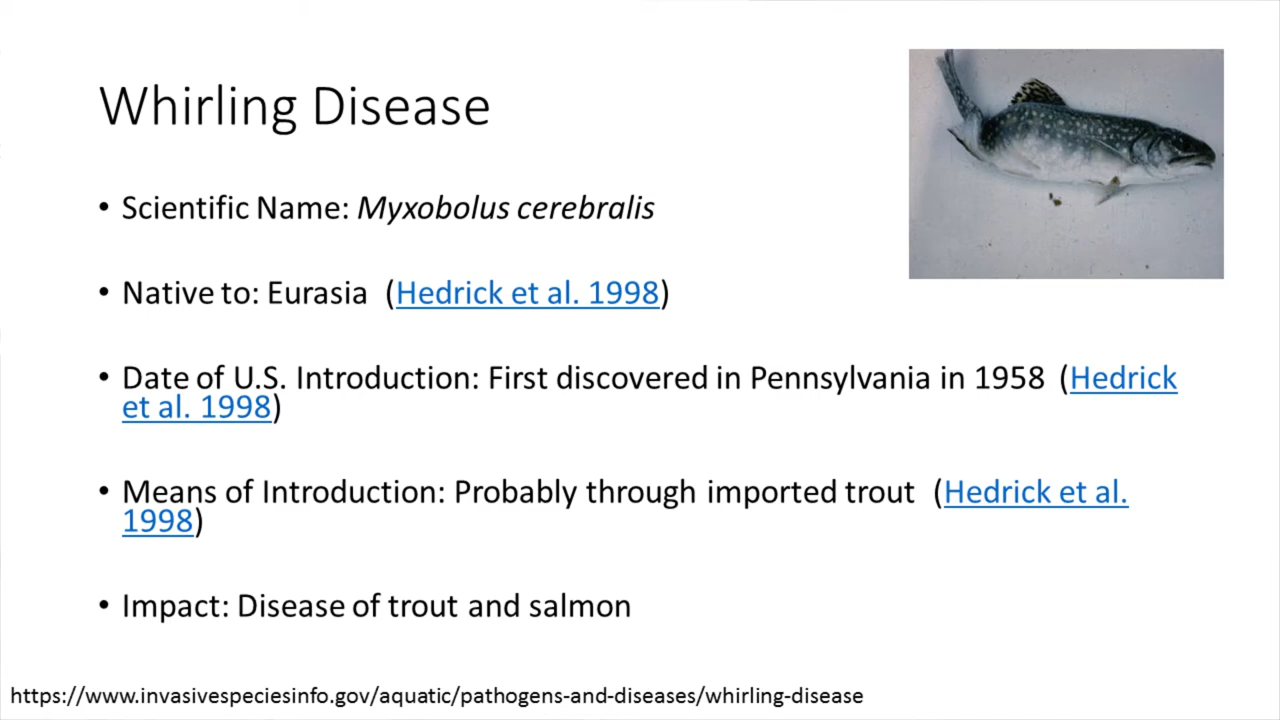 Whirling Disease
• Scientific Name: Myxobolus cerebralis
• Native to: Eurasia (Hedrick et al. 1998)
• Date of U.S. Introduction: First discovered in Pennsylvania in 1958 (Hedrick
et al. 1998)
• Means of Introduction: Probably through imported trout (Hedrick et al.
1998)
• Impact: Disease of trout and salmon
https://www.invasivespeciesinfo.gov/aquatic/pathogens-and-diseases/whirling-disease